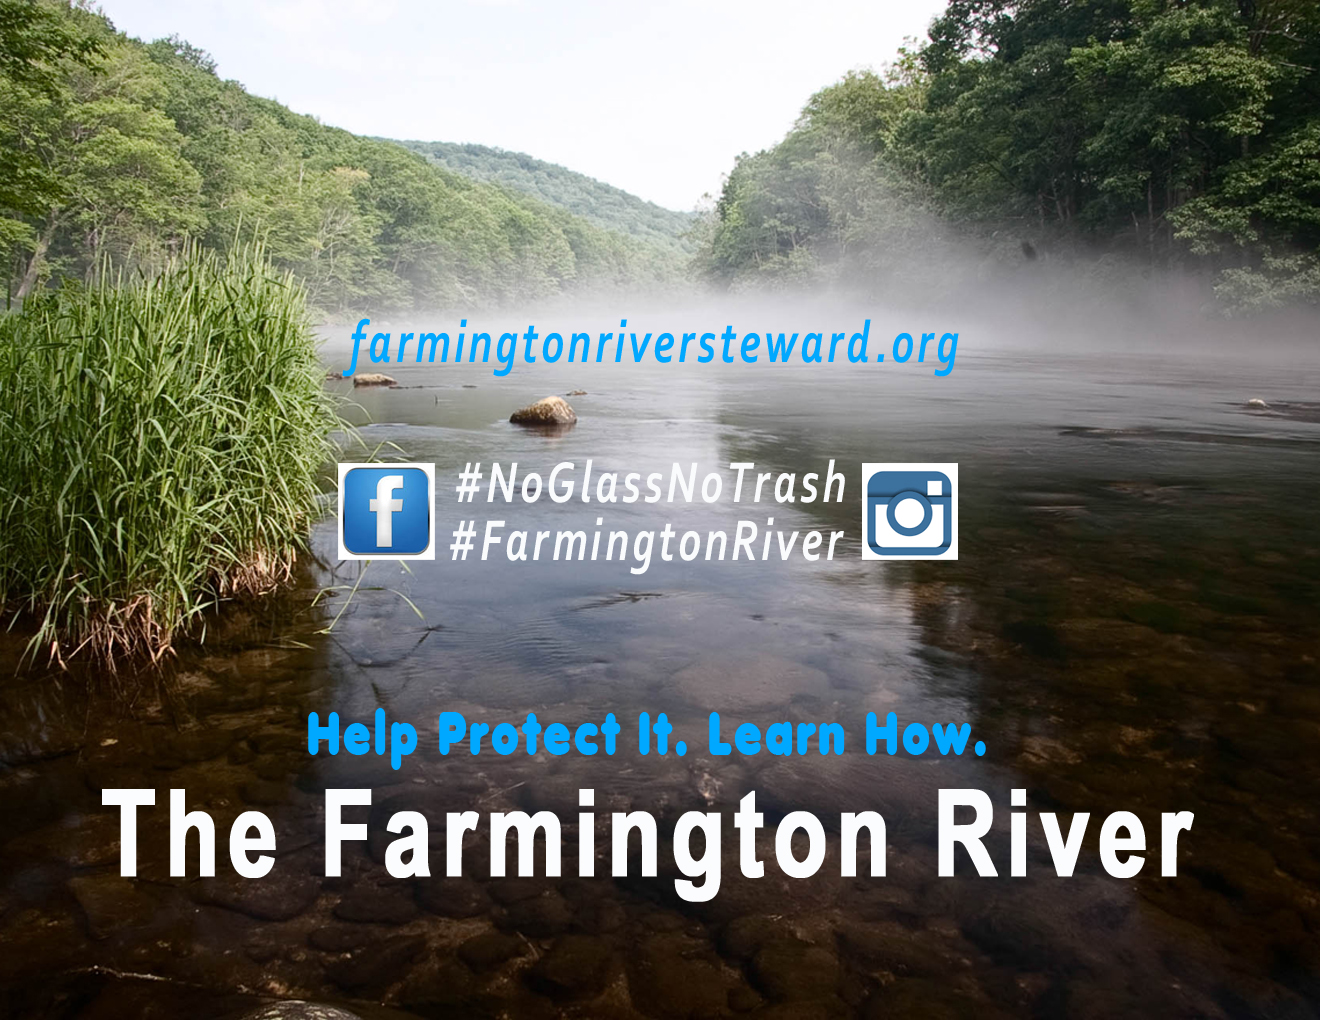 farmingtonriversteward.org
#NoGlassNoTrash
#FarmingtonRiver
Help Protect It. Learn How.
The Farmington River